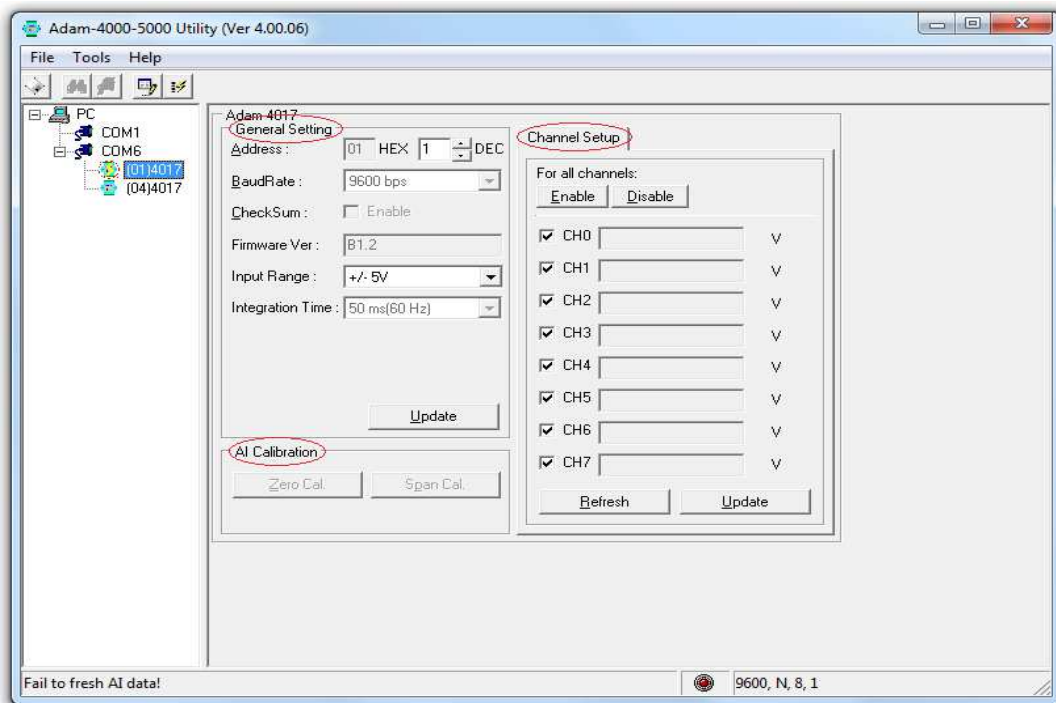 Adam-4000-5000 Utility (Ver 4.00.06)
File Tools Help
PC
COM1
COM6
(01)4017
(04)4017
Adam 4017
General Setting
Address : 01 HEX 1 DEC
BaudRate : 9600 bps
CheckSum : Enable
Firmware Ver : B1.2
Input Range : +/- 5V
Integration Time : 50 ms(60 Hz)
Update
AI Calibration
Zero Cal. Span Cal.
Channel Setup
For all channels:
Enable Disable
CH0 V
CH1 V
CH2 V
CH3 V
CH4 V
CH5 V
CH6 V
CH7 V
Refresh Update
Fail to fresh AI data! 9600, N, 8, 1